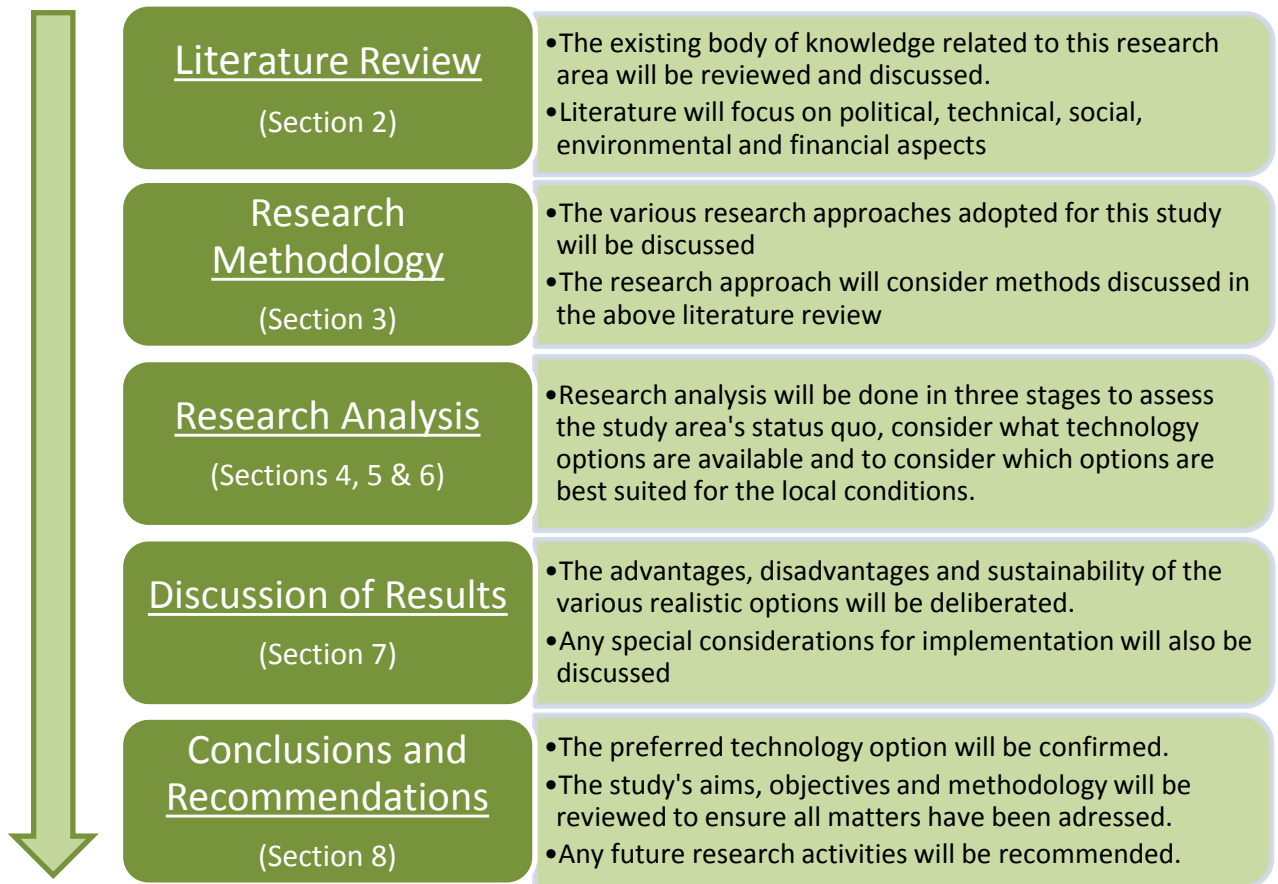 Literature Review
(Section 2)
•The existing body of knowledge related to this research
area will be reviewed and discussed.
•Literature will focus on political, technical, social,
environmental and financial aspects
Research
Methodology
(Section 3)
•The various research approaches adopted for this study
will be discussed
•The research approach will consider methods discussed in
the above literature review
Research Analysis
(Sections 4, 5 & 6)
•Research analysis will be done in three stages to assess
the study area's status quo, consider what technology
options are available and to consider which options are
best suited for the local conditions.
Discussion of Results
(Section 7)
•The advantages, disadvantages and sustainability of the
various realistic options will be deliberated.
•Any special considerations for implementation will also be
discussed
Conclusions and
Recommendations
(Section 8)
•The preferred technology option will be confirmed.
•The study's aims, objectives and methodology will be
reviewed to ensure all matters have been adressed.
•Any future research activities will be recommended.